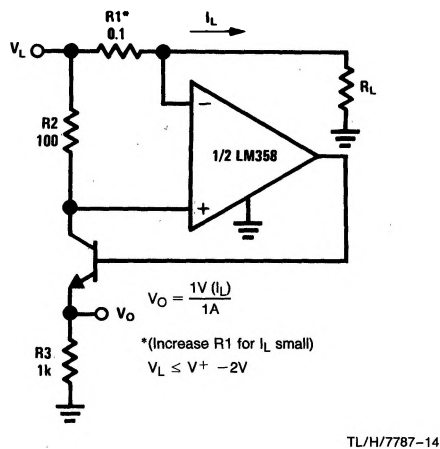 R1*
0.1
I_L
V_L
R2
100
R_L
−
1/2 LM358
+
V_O = 1V (I_L) / 1A
V_O
R3
1k
*(Increase R1 for I_L small)
V_L ≤ V+ −2V
TL/H/7787–14